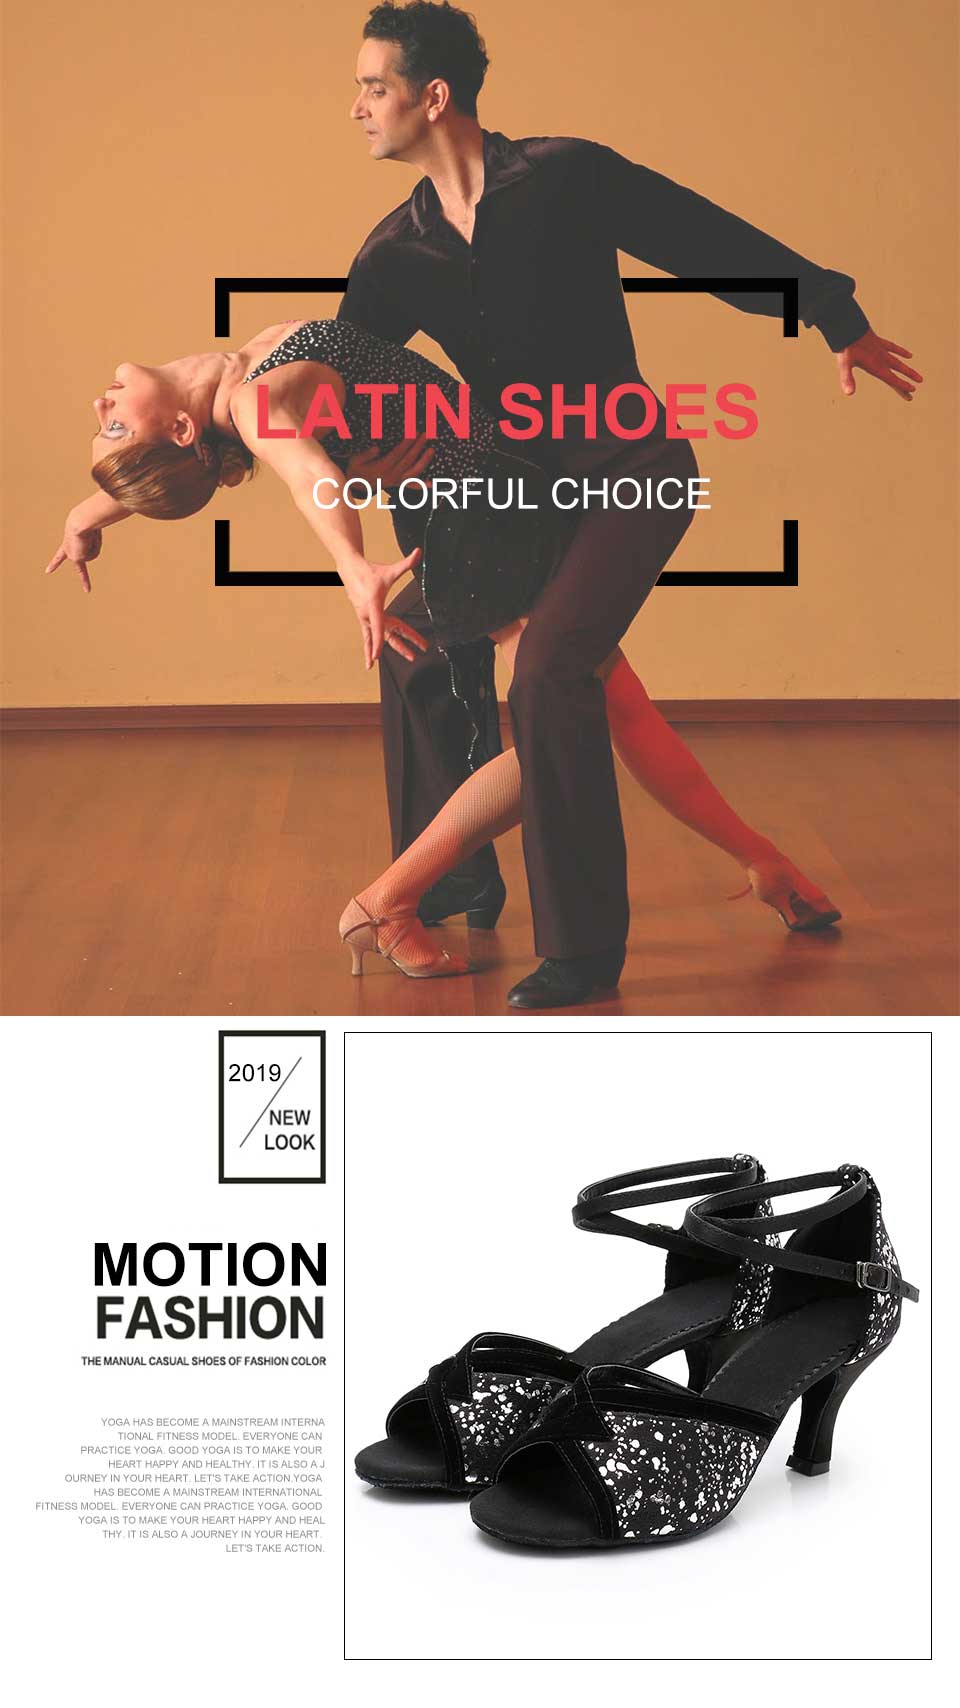 LATIN SHOES
COLORFUL CHOICE
2019
NEW
LOOK
MOTION
FASHION
THE MANUAL CASUAL SHOES OF FASHION COLOR
YOGA HAS BECOME A MAINSTREAM INTERNA
TIONAL FITNESS MODEL. EVERYONE CAN
PRACTICE YOGA. GOOD YOGA IS TO MAKE YOUR
HEART HAPPY AND HEALTHY. IT IS ALSO A J
OURNEY IN YOUR HEART. LET'S TAKE ACTION.YOGA
HAS BECOME A MAINSTREAM INTERNATIONAL
FITNESS MODEL. EVERYONE CAN PRACTICE YOGA. GOOD
YOGA IS TO MAKE YOUR HEART HAPPY AND HEAL
THY. IT IS ALSO A JOURNEY IN YOUR HEART.
LET'S TAKE ACTION.